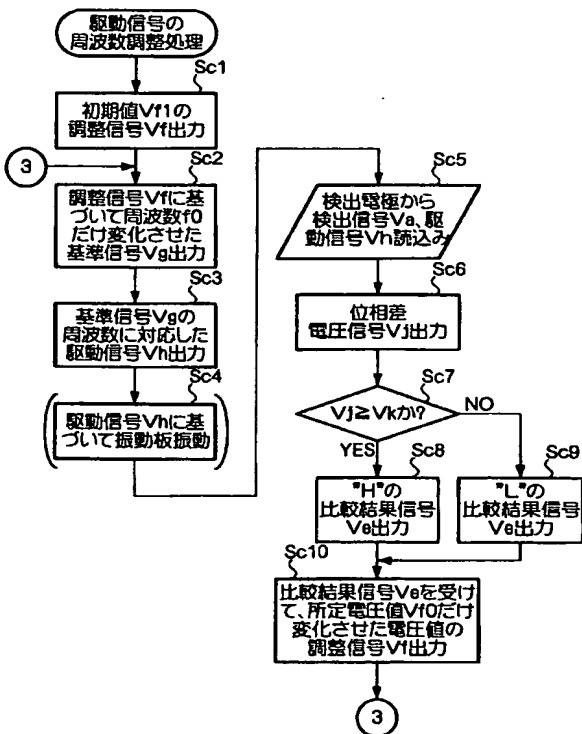 駆動信号の
周波数調整処理
Sc1
初期値Vf1の
調整信号Vf出力
3
Sc2
調整信号Vfに基
づいて周波数f0
だけ変化させた
基準信号Vg出力
Sc3
基準信号Vgの
周波数に対応した
駆動信号Vh出力
Sc4
駆動信号Vhに基
づいて振動板振動
Sc5
検出電極から
検出信号Va、駆
動信号Vh読込み
Sc6
位相差
電圧信号Vj出力
Sc7
Vj≧Vkか?
NO
YES
Sc8
"H"の
比較結果信号
Ve出力
Sc9
"L"の
比較結果信号
Ve出力
Sc10
比較結果信号Veを受け
て、所定電圧値Vf0だけ
変化させた電圧値の
調整信号Vf出力
3